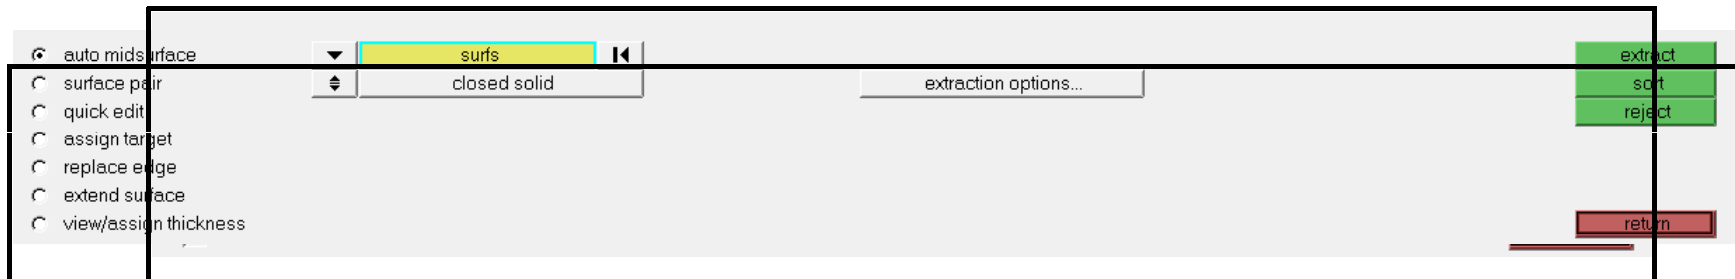 auto midsurface surfs extract
surface pair closed solid extraction options... sort
quick edit reject
assign target
replace edge
extend surface
view/assign thickness return